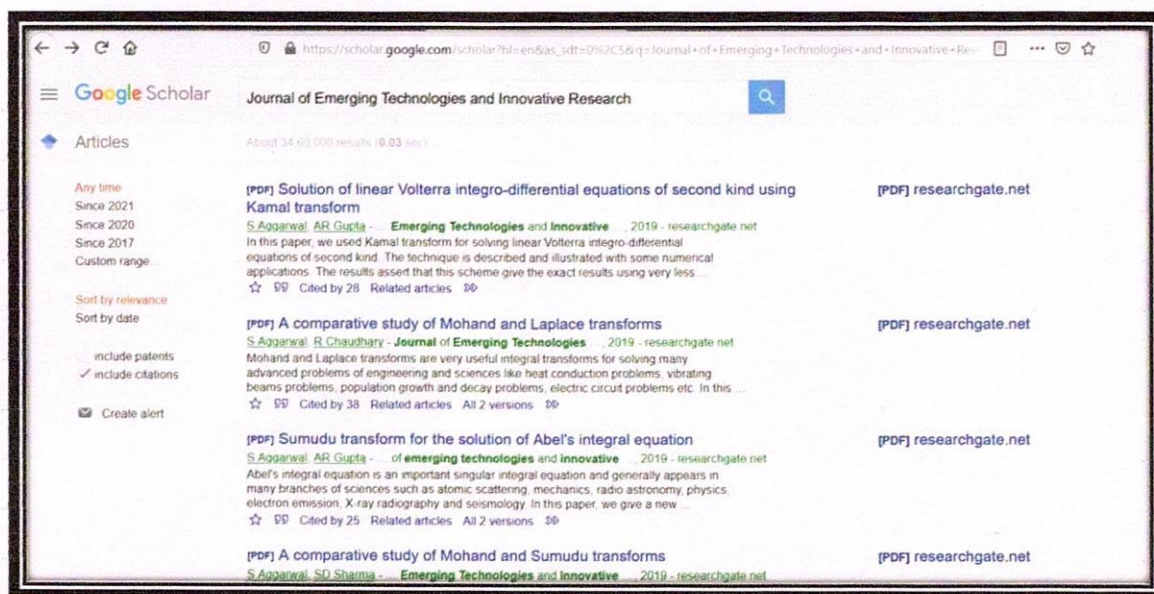 https://scholar.google.com/scholar?hl=en&as_sdt=0%2C5&q=Journal+of+Emerging+Technologies+and+Innovative+Res
Google Scholar
Journal of Emerging Technologies and Innovative Research
Articles
About 34,60,000 results (0.03 sec)
Any time
Since 2021
Since 2020
Since 2017
Custom range...
Sort by relevance
Sort by date
include patents
✓ include citations
Create alert
[PDF] Solution of linear Volterra integro-differential equations of second kind using
Kamal transform
S Aggarwal, AR Gupta - … Emerging Technologies and Innovative …, 2019 - researchgate.net
In this paper, we used Kamal transform for solving linear Volterra integro-differential
equations of second kind. The technique is described and illustrated with some numerical
applications. The results assert that this scheme give the exact results using very less …
Cited by 28 Related articles
[PDF] researchgate.net
[PDF] A comparative study of Mohand and Laplace transforms
S Aggarwal, R Chaudhary - Journal of Emerging Technologies …, 2019 - researchgate.net
Mohand and Laplace transforms are very useful integral transforms for solving many
advanced problems of engineering and sciences like heat conduction problems, vibrating
beams problems, population growth and decay problems, electric circuit problems etc. In this …
Cited by 38 Related articles All 2 versions
[PDF] researchgate.net
[PDF] Sumudu transform for the solution of Abel's integral equation
S Aggarwal, AR Gupta - … of emerging technologies and innovative …, 2019 - researchgate.net
Abel's integral equation is an important singular integral equation and generally appears in
many branches of sciences such as atomic scattering, mechanics, radio astronomy, physics,
electron emission, X-ray radiography and seismology. In this paper, we give a new …
Cited by 25 Related articles All 2 versions
[PDF] researchgate.net
[PDF] A comparative study of Mohand and Sumudu transforms
S Aggarwal, SD Sharma - … Emerging Technologies and Innovative …, 2019 - researchgate.net
[PDF] researchgate.net